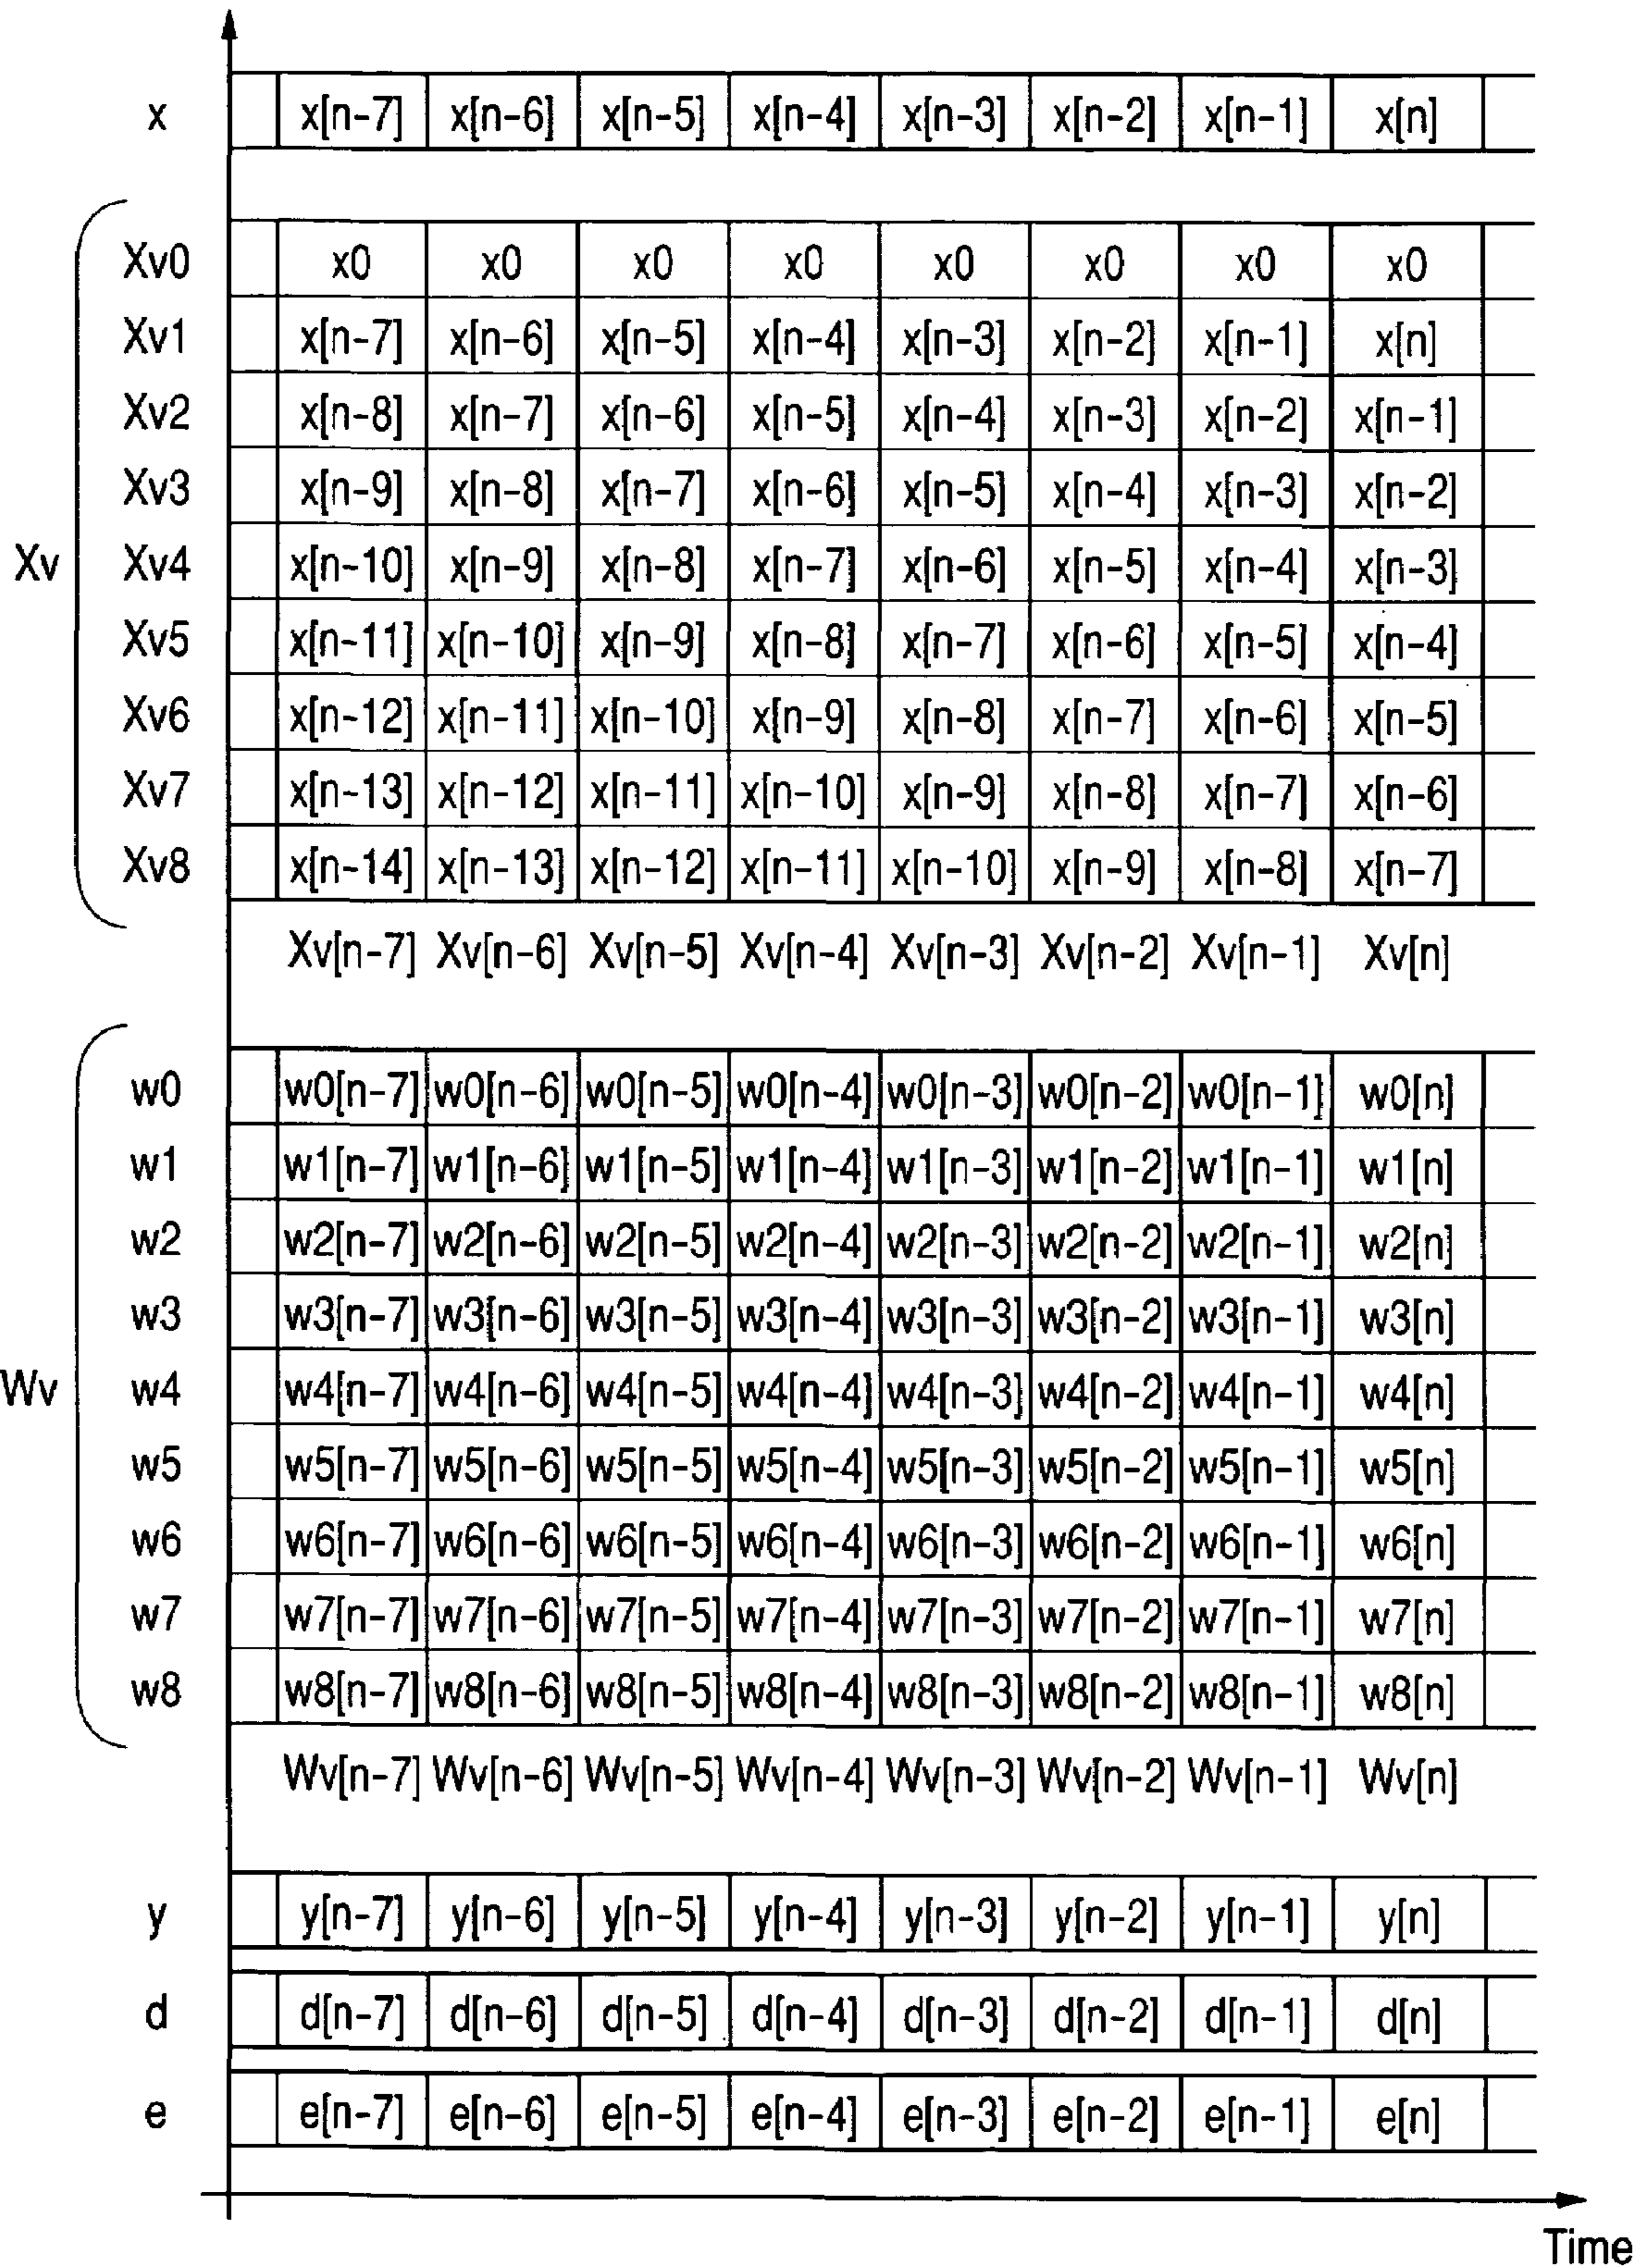 x x[n-7] x[n-6] x[n-5] x[n-4] x[n-3] x[n-2] x[n-1] x[n]
Xv0 x0 x0 x0 x0 x0 x0 x0 x0
Xv1 x[n-7] x[n-6] x[n-5] x[n-4] x[n-3] x[n-2] x[n-1] x[n]
Xv2 x[n-8] x[n-7] x[n-6] x[n-5] x[n-4] x[n-3] x[n-2] x[n-1]
Xv3 x[n-9] x[n-8] x[n-7] x[n-6] x[n-5] x[n-4] x[n-3] x[n-2]
Xv Xv4 x[n-10] x[n-9] x[n-8] x[n-7] x[n-6] x[n-5] x[n-4] x[n-3]
Xv5 x[n-11] x[n-10] x[n-9] x[n-8] x[n-7] x[n-6] x[n-5] x[n-4]
Xv6 x[n-12] x[n-11] x[n-10] x[n-9] x[n-8] x[n-7] x[n-6] x[n-5]
Xv7 x[n-13] x[n-12] x[n-11] x[n-10] x[n-9] x[n-8] x[n-7] x[n-6]
Xv8 x[n-14] x[n-13] x[n-12] x[n-11] x[n-10] x[n-9] x[n-8] x[n-7]
Xv[n-7] Xv[n-6] Xv[n-5] Xv[n-4] Xv[n-3] Xv[n-2] Xv[n-1] Xv[n]
w0 w0[n-7] w0[n-6] w0[n-5] w0[n-4] w0[n-3] w0[n-2] w0[n-1] w0[n]
w1 w1[n-7] w1[n-6] w1[n-5] w1[n-4] w1[n-3] w1[n-2] w1[n-1] w1[n]
w2 w2[n-7] w2[n-6] w2[n-5] w2[n-4] w2[n-3] w2[n-2] w2[n-1] w2[n]
w3 w3[n-7] w3[n-6] w3[n-5] w3[n-4] w3[n-3] w3[n-2] w3[n-1] w3[n]
Wv w4 w4[n-7] w4[n-6] w4[n-5] w4[n-4] w4[n-3] w4[n-2] w4[n-1] w4[n]
w5 w5[n-7] w5[n-6] w5[n-5] w5[n-4] w5[n-3] w5[n-2] w5[n-1] w5[n]
w6 w6[n-7] w6[n-6] w6[n-5] w6[n-4] w6[n-3] w6[n-2] w6[n-1] w6[n]
w7 w7[n-7] w7[n-6] w7[n-5] w7[n-4] w7[n-3] w7[n-2] w7[n-1] w7[n]
w8 w8[n-7] w8[n-6] w8[n-5] w8[n-4] w8[n-3] w8[n-2] w8[n-1] w8[n]
Wv[n-7] Wv[n-6] Wv[n-5] Wv[n-4] Wv[n-3] Wv[n-2] Wv[n-1] Wv[n]
y y[n-7] y[n-6] y[n-5] y[n-4] y[n-3] y[n-2] y[n-1] y[n]
d d[n-7] d[n-6] d[n-5] d[n-4] d[n-3] d[n-2] d[n-1] d[n]
e e[n-7] e[n-6] e[n-5] e[n-4] e[n-3] e[n-2] e[n-1] e[n]
Time